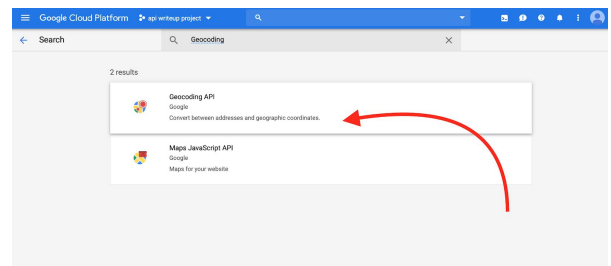 Google Cloud Platform api writeup project
Search Geocoding
2 results
Geocoding API
Google
Convert between addresses and geographic coordinates.
Maps JavaScript API
Google
Maps for your website